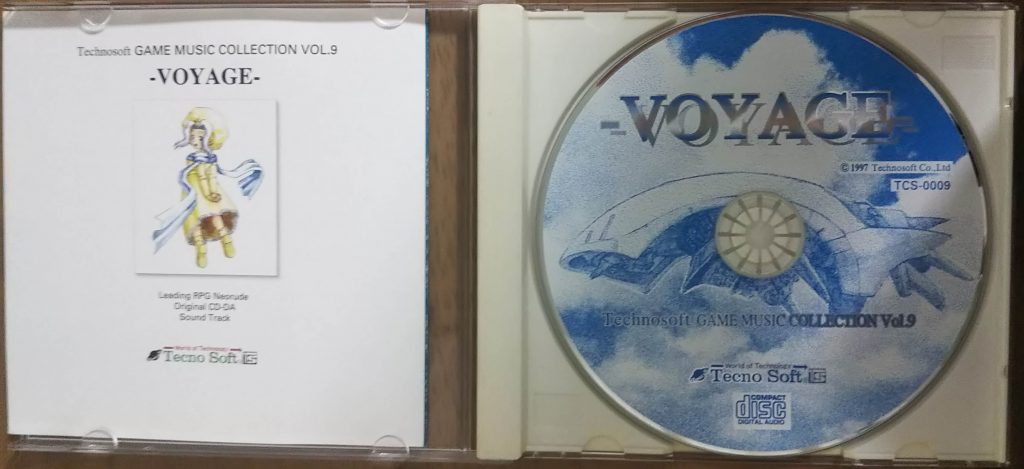 Technosoft GAME MUSIC COLLECTION VOL.9
-VOYAGE-
Leading RPG Neorude
Original CD-DA
Sound Track
World of Technology
Tecno Soft
-VOYAGE-
© 1997 Technosoft Co.,Ltd
TCS-0009
Technosoft GAME MUSIC COLLECTION Vol.9
World of Technology
Tecno Soft
COMPACT
disc
DIGITAL AUDIO